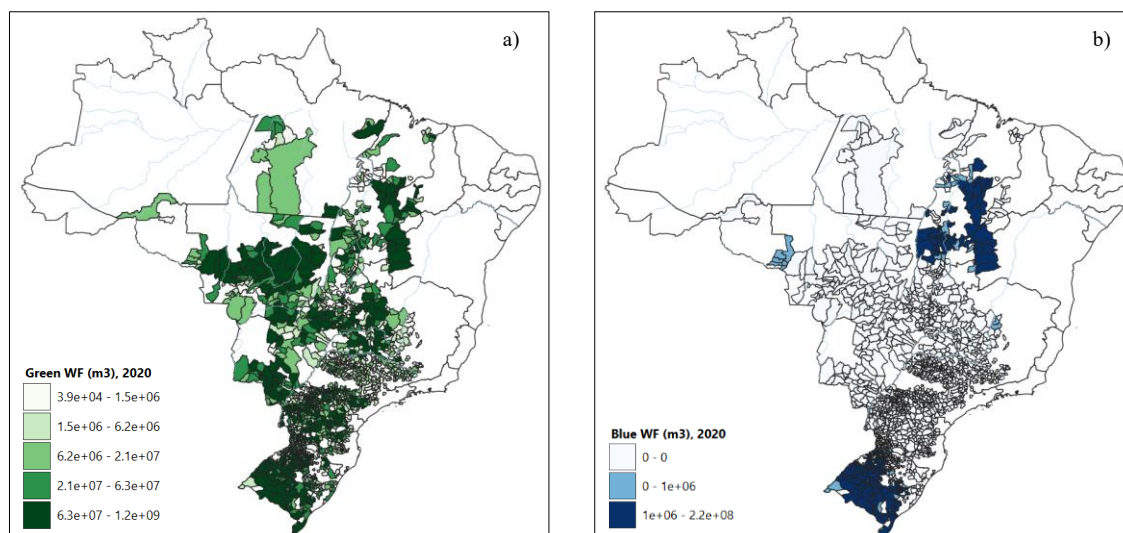 a)
Green WF (m3), 2020
3.9e+04 - 1.5e+06
1.5e+06 - 6.2e+06
6.2e+06 - 2.1e+07
2.1e+07 - 6.3e+07
6.3e+07 - 1.2e+09
b)
Blue WF (m3), 2020
0 - 0
0 - 1e+06
1e+06 - 2.2e+08